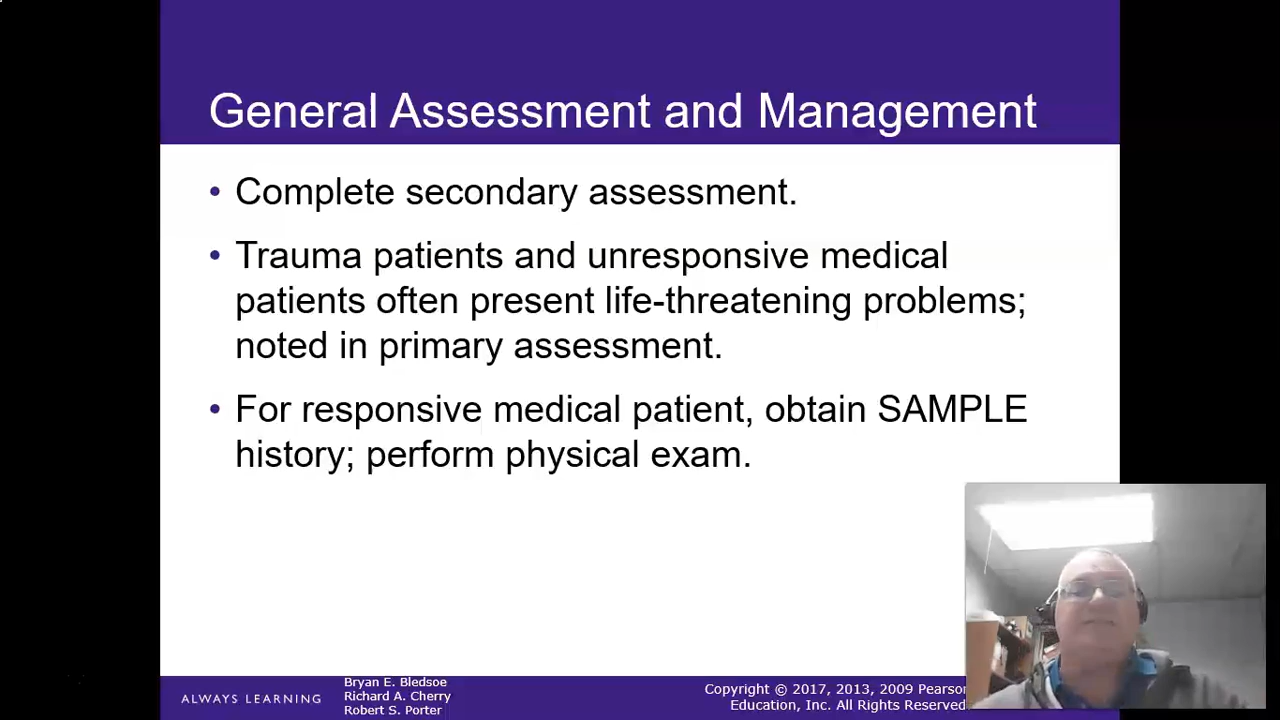 General Assessment and Management
• Complete secondary assessment.
• Trauma patients and unresponsive medical
patients often present life-threatening problems;
noted in primary assessment.
• For responsive medical patient, obtain SAMPLE
history; perform physical exam.
ALWAYS LEARNING
Bryan E. Bledsoe
Richard A. Cherry
Robert S. Porter
Copyright © 2017, 2013, 2009 Pearson
Education, Inc. All Rights Reserved.